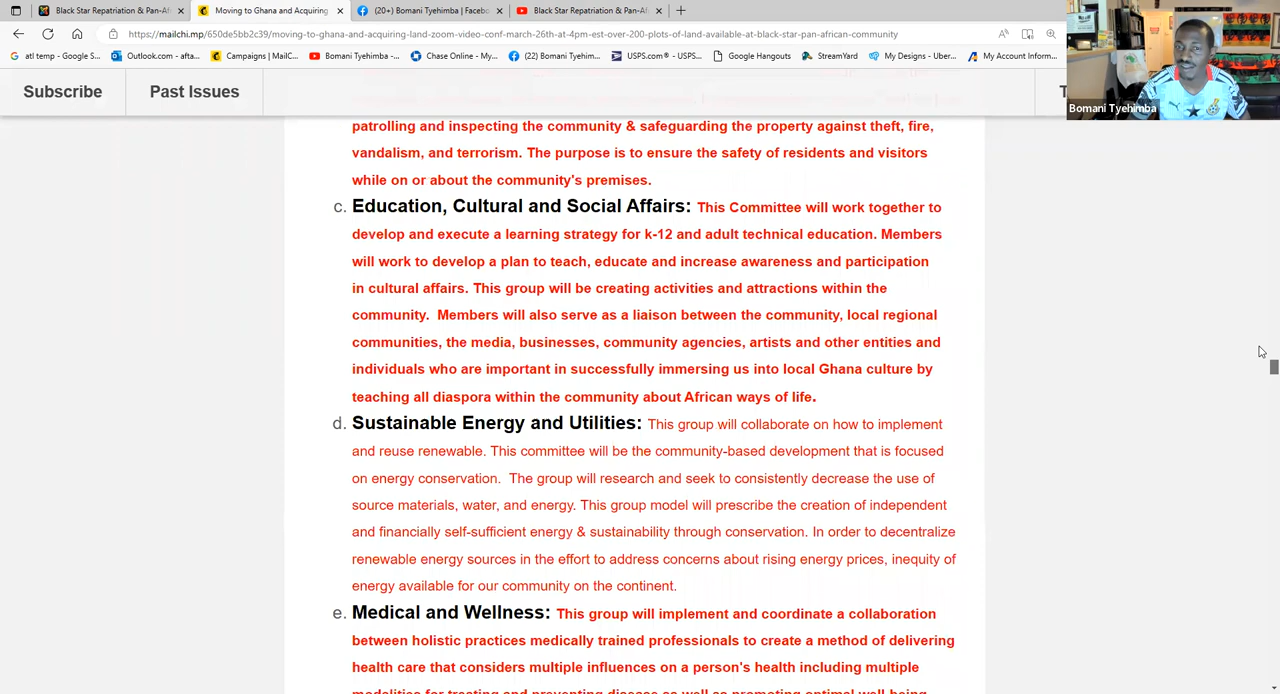 Black Star Repatriation & Pan-Af
Moving to Ghana and Acquiring
(20+) Bomani Tyehimba | Facebo
Black Star Repatriation & Pan-Af
https://mailchi.mp/650de5bb2c39/moving-to-ghana-and-acquiring-land-zoom-video-conf-march-26th-at-4pm-est-over-200-plots-of-land-available-at-black-star-pan-african-community
atl temp - Google S...
Outlook.com - afta...
Campaigns | MailC...
Bomani Tyehimba -...
Chase Online - My...
(22) Bomani Tyehim...
USPS.com® - USPS...
Google Hangouts
StreamYard
My Designs - Uber...
My Account Inform...
Subscribe
Past Issues
Bomani Tyehimba
patrolling and inspecting the community & safeguarding the property against theft, fire,
vandalism, and terrorism. The purpose is to ensure the safety of residents and visitors
while on or about the community's premises.
c. Education, Cultural and Social Affairs: This Committee will work together to
develop and execute a learning strategy for k-12 and adult technical education. Members
will work to develop a plan to teach, educate and increase awareness and participation
in cultural affairs. This group will be creating activities and attractions within the
community. Members will also serve as a liaison between the community, local regional
communities, the media, businesses, community agencies, artists and other entities and
individuals who are important in successfully immersing us into local Ghana culture by
teaching all diaspora within the community about African ways of life.
d. Sustainable Energy and Utilities: This group will collaborate on how to implement
and reuse renewable. This committee will be the community-based development that is focused
on energy conservation. The group will research and seek to consistently decrease the use of
source materials, water, and energy. This group model will prescribe the creation of independent
and financially self-sufficient energy & sustainability through conservation. In order to decentralize
renewable energy sources in the effort to address concerns about rising energy prices, inequity of
energy available for our community on the continent.
e. Medical and Wellness: This group will implement and coordinate a collaboration
between holistic practices medically trained professionals to create a method of delivering
health care that considers multiple influences on a person's health including multiple
modalities for treating and preventing disease as well as promoting optimal well-being